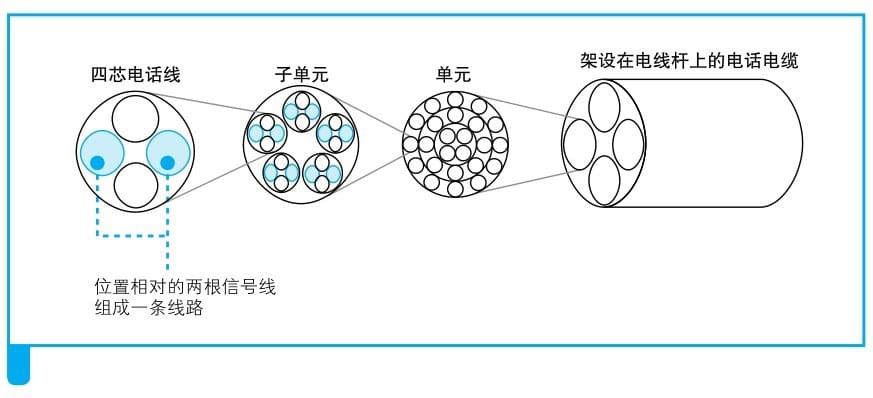 四芯电话线
子单元
单元
架设在电线杆上的电话电缆
位置相对的两根信号线
组成一条线路